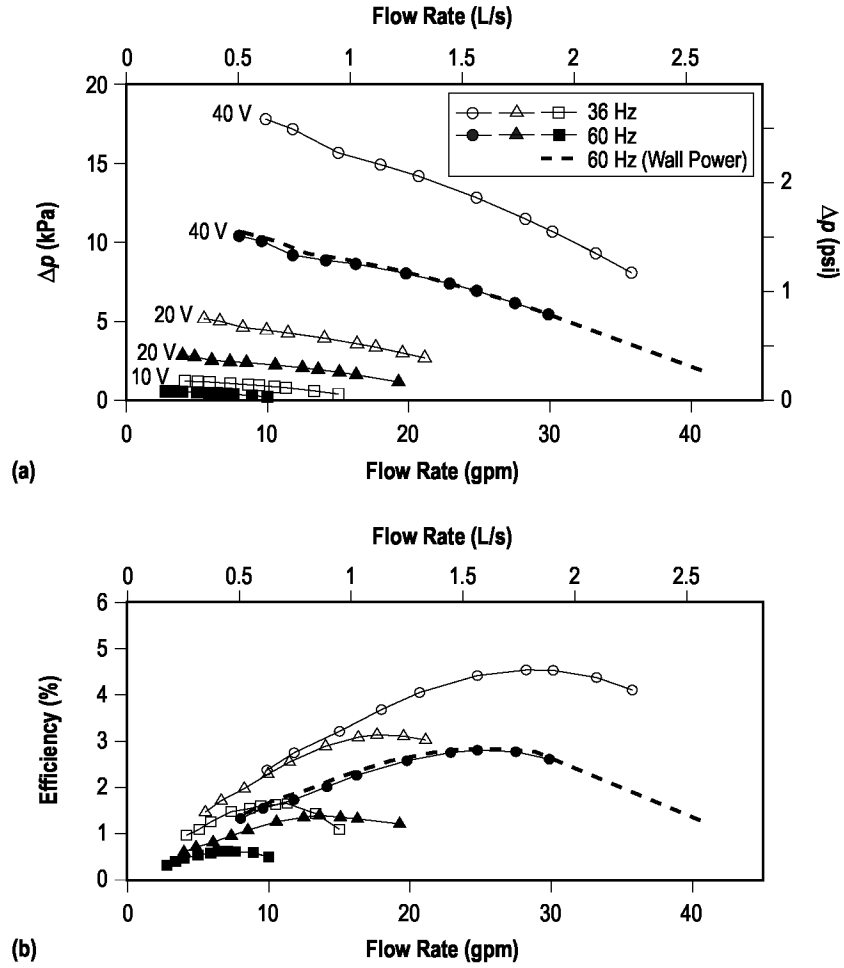 Flow Rate (L/s)
0 0.5 1 1.5 2 2.5
20
15
10
5
0
Δp (kPa)
40 V
40 V
20 V
20 V
10 V
36 Hz
60 Hz
60 Hz (Wall Power)
2
1
0
Δp (psi)
0 10 20 30 40
(a)
Flow Rate (gpm)
Flow Rate (L/s)
0 0.5 1 1.5 2 2.5
6
5
4
3
2
1
0
Efficiency (%)
0 10 20 30 40
(b)
Flow Rate (gpm)